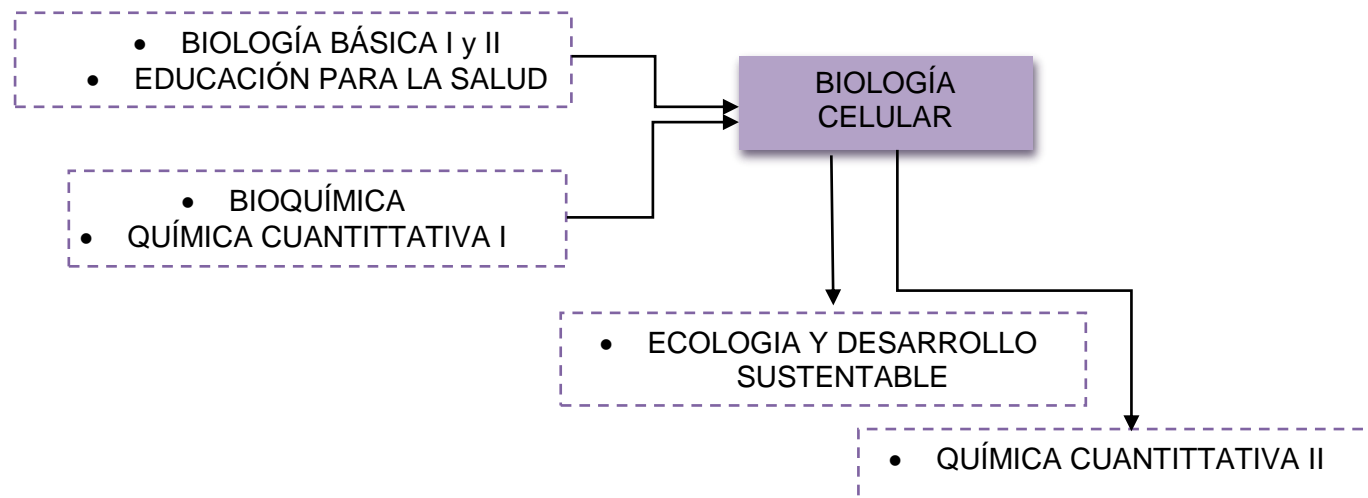 • BIOLOGÍA BÁSICA I y II
• EDUCACIÓN PARA LA SALUD
BIOLOGÍA
CELULAR
• BIOQUÍMICA
• QUÍMICA CUANTITTATIVA I
• ECOLOGIA Y DESARROLLO
SUSTENTABLE
• QUÍMICA CUANTITTATIVA II